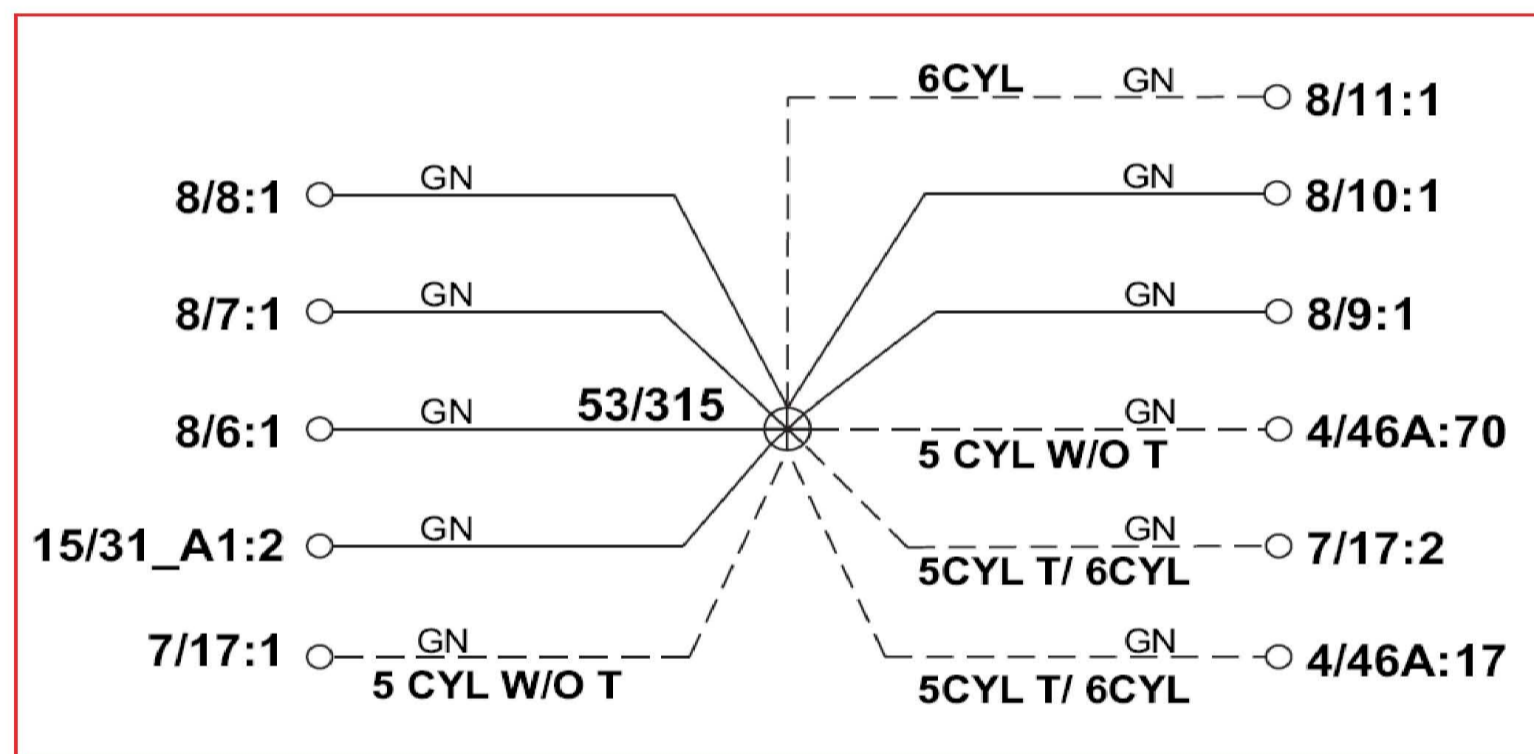 6CYL GN 8/11:1
8/8:1 GN GN 8/10:1
8/7:1 GN GN 8/9:1
8/6:1 GN 53/315 GN 4/46A:70
5 CYL W/O T
15/31_A1:2 GN GN 7/17:2
5CYL T/ 6CYL
7/17:1 GN GN 4/46A:17
5 CYL W/O T 5CYL T/ 6CYL